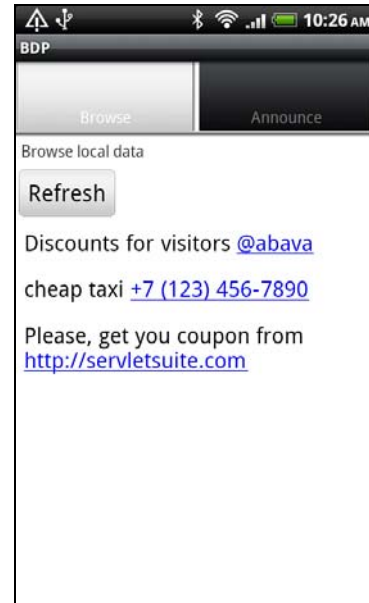 10:26 AM
BDP
Browse
Announce
Browse local data
Refresh
Discounts for visitors @abava
cheap taxi +7 (123) 456-7890
Please, get you coupon from
http://servletsuite.com